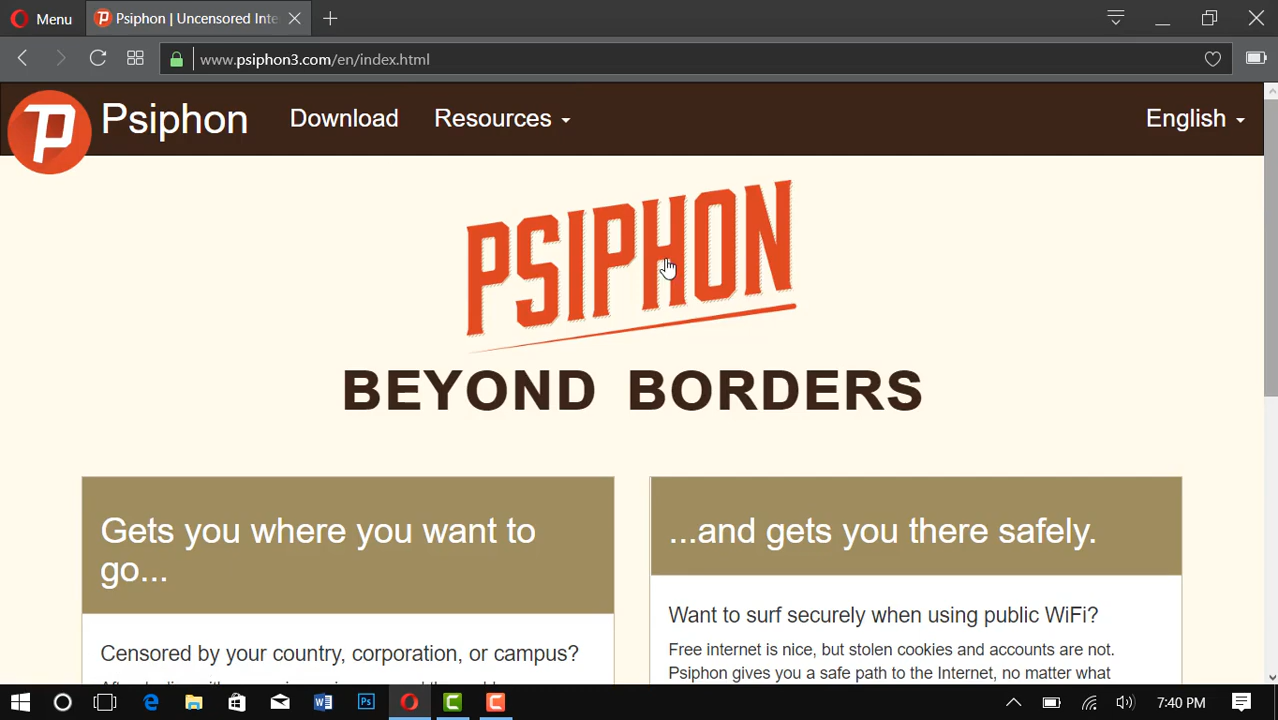 Menu
Psiphon | Uncensored Inte
www.psiphon3.com/en/index.html
Psiphon
Download
Resources
English
PSIPHON
BEYOND BORDERS
Gets you where you want to
go...
...and gets you there safely.
Censored by your country, corporation, or campus?
Want to surf securely when using public WiFi?
Free internet is nice, but stolen cookies and accounts are not.
Psiphon gives you a safe path to the Internet, no matter what
7:40 PM